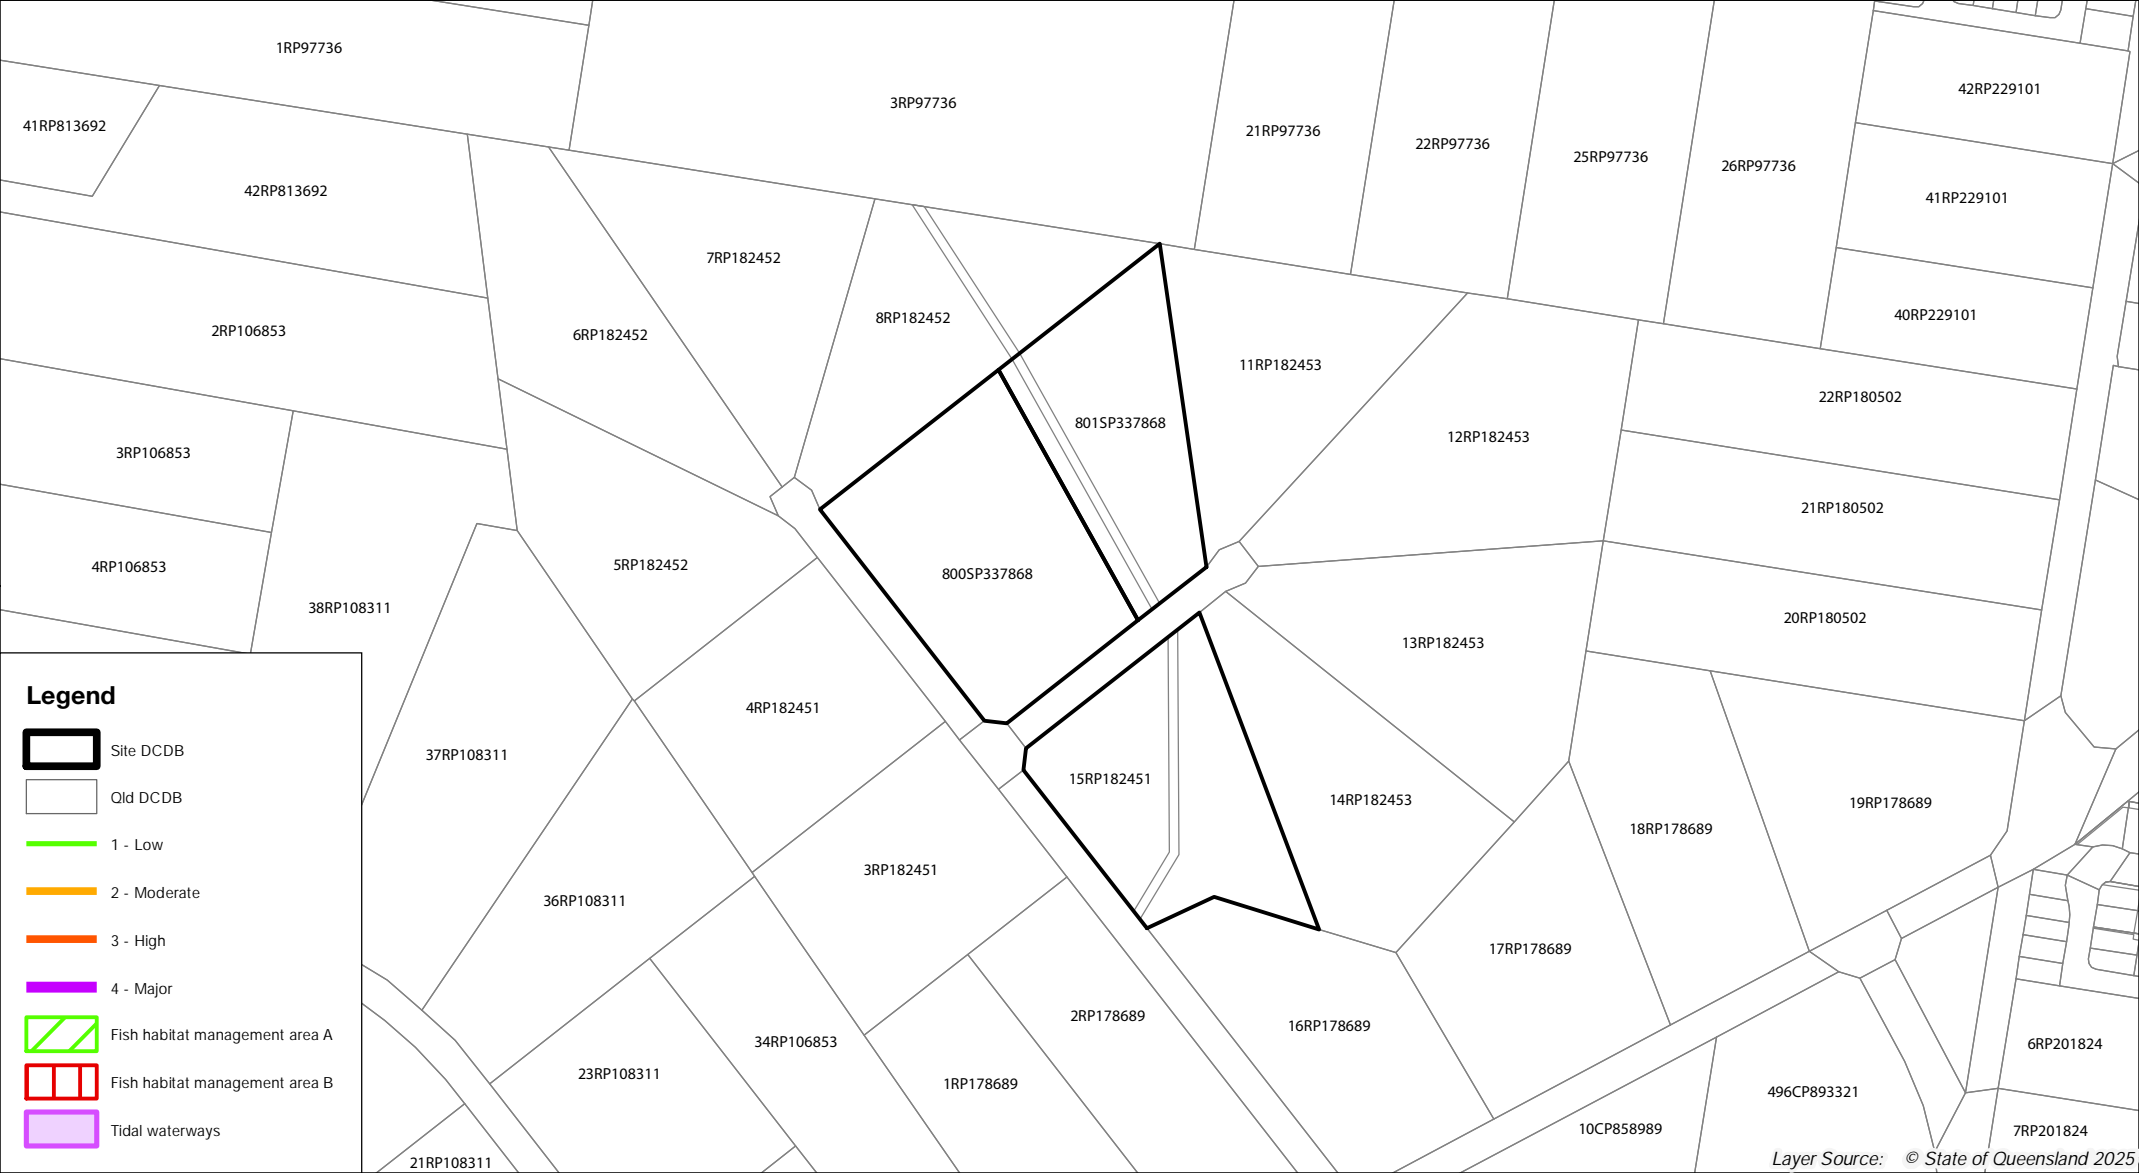 1RP97736
3RP97736
42RP229101
41RP813692
21RP97736
22RP97736
25RP97736
26RP97736
42RP813692
41RP229101
7RP182452
8RP182452
40RP229101
2RP106853
6RP182452
11RP182453
22RP180502
801SP337868
12RP182453
3RP106853
21RP180502
4RP106853
5RP182452
800SP337868
38RP108311
20RP180502
13RP182453
4RP182451
37RP108311
15RP182451
14RP182453
19RP178689
18RP178689
3RP182451
36RP108311
17RP178689
2RP178689
16RP178689
34RP106853
6RP201824
23RP108311
1RP178689
496CP893321
10CP858989
7RP201824
21RP108311
Legend
Site DCDB
Qld DCDB
1 - Low
2 - Moderate
3 - High
4 - Major
Fish habitat management area A
Fish habitat management area B
Tidal waterways
Layer Source: © State of Queensland 2025